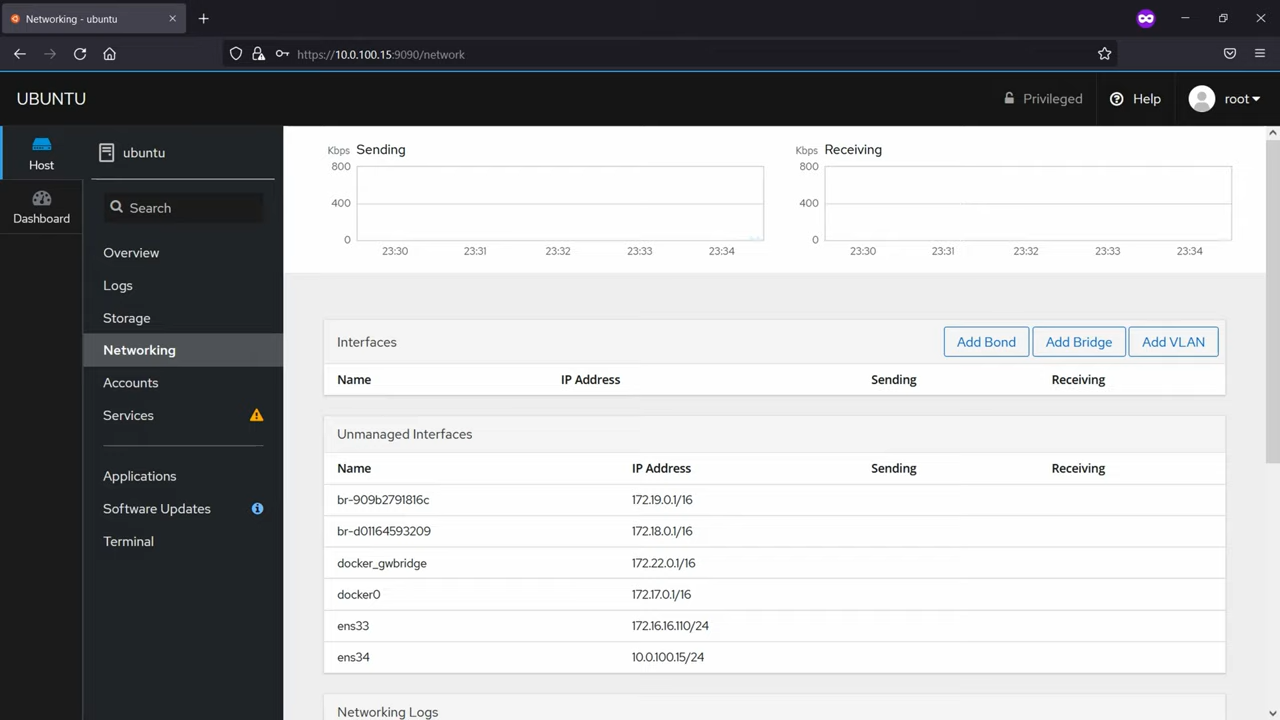 Networking - ubuntu
https://10.0.100.15:9090/network
UBUNTU
Privileged
Help
root
Host
Dashboard
ubuntu
Search
Overview
Logs
Storage
Networking
Accounts
Services
Applications
Software Updates
Terminal
Kbps Sending
800
400
0
23:30 23:31 23:32 23:33 23:34
Kbps Receiving
800
400
0
23:30 23:31 23:32 23:33 23:34
Interfaces Add Bond Add Bridge Add VLAN
Name IP Address Sending Receiving
Unmanaged Interfaces
Name IP Address Sending Receiving
br-909b2791816c 172.19.0.1/16
br-d01164593209 172.18.0.1/16
docker_gwbridge 172.22.0.1/16
docker0 172.17.0.1/16
ens33 172.16.16.110/24
ens34 10.0.100.15/24
Networking Logs